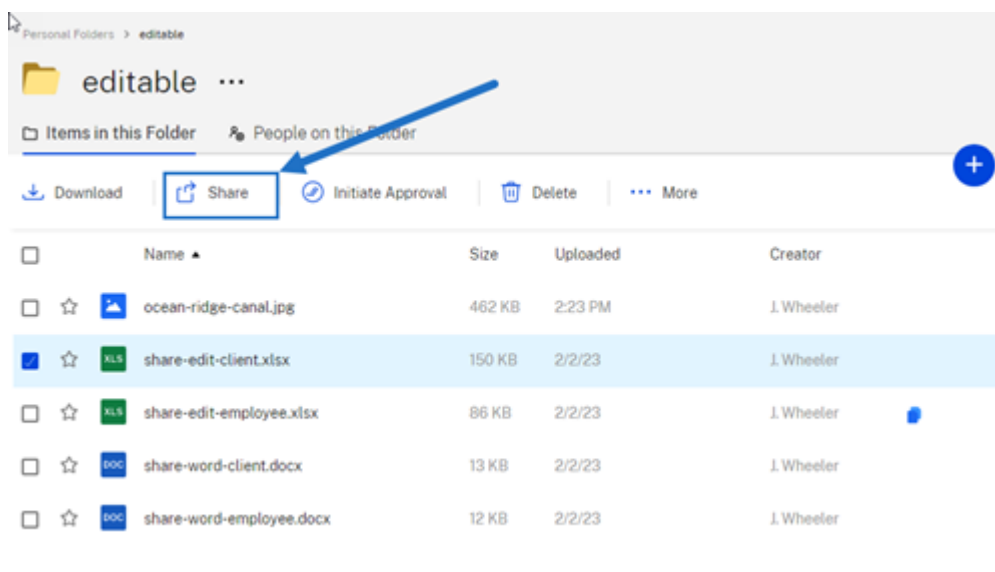 Personal Folders > editable
editable ...
Items in this Folder People on this Folder
Download Share Initiate Approval Delete ... More
Name Size Uploaded Creator
ocean-ridge-canal.jpg 462 KB 2:23 PM J. Wheeler
XLS share-edit-client.xlsx 150 KB 2/2/23 J. Wheeler
XLS share-edit-employee.xlsx 86 KB 2/2/23 J. Wheeler
DOC share-word-client.docx 13 KB 2/2/23 J. Wheeler
DOC share-word-employee.docx 12 KB 2/2/23 J. Wheeler